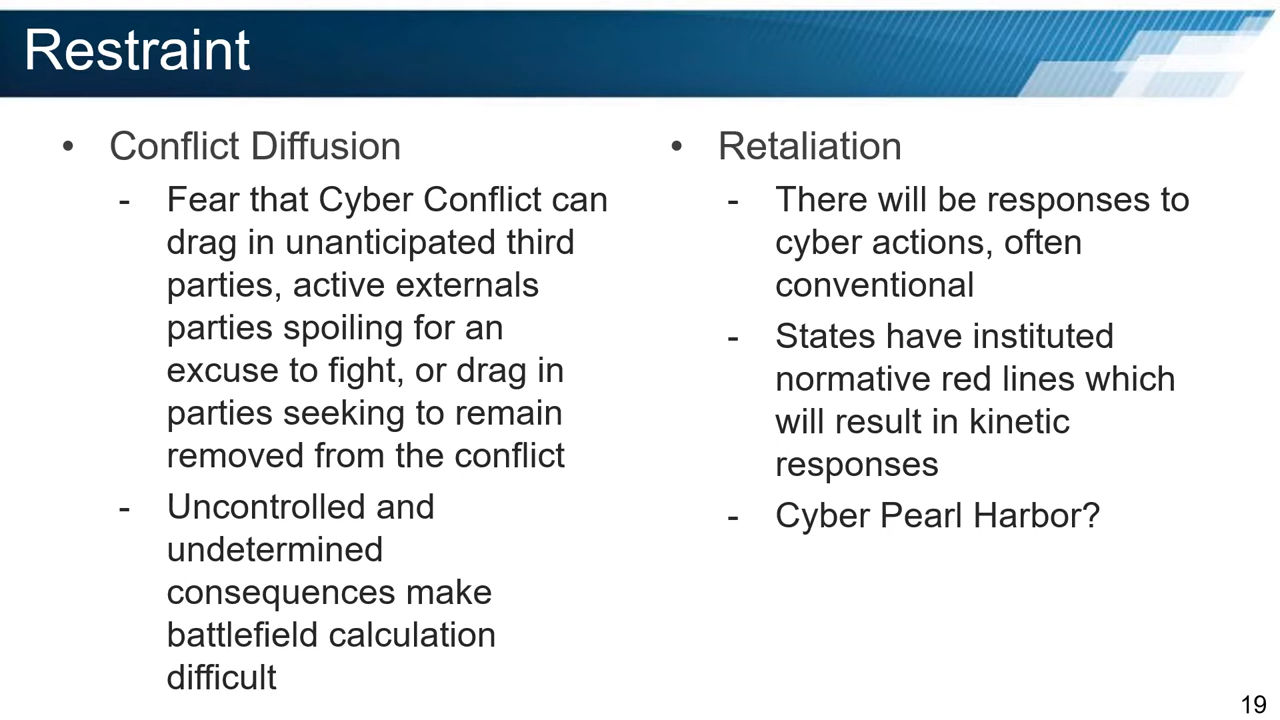 Restraint
• Conflict Diffusion
- Fear that Cyber Conflict can
drag in unanticipated third
parties, active externals
parties spoiling for an
excuse to fight, or drag in
parties seeking to remain
removed from the conflict
- Uncontrolled and
undetermined
consequences make
battlefield calculation
difficult
• Retaliation
- There will be responses to
cyber actions, often
conventional
- States have instituted
normative red lines which
will result in kinetic
responses
- Cyber Pearl Harbor?
19